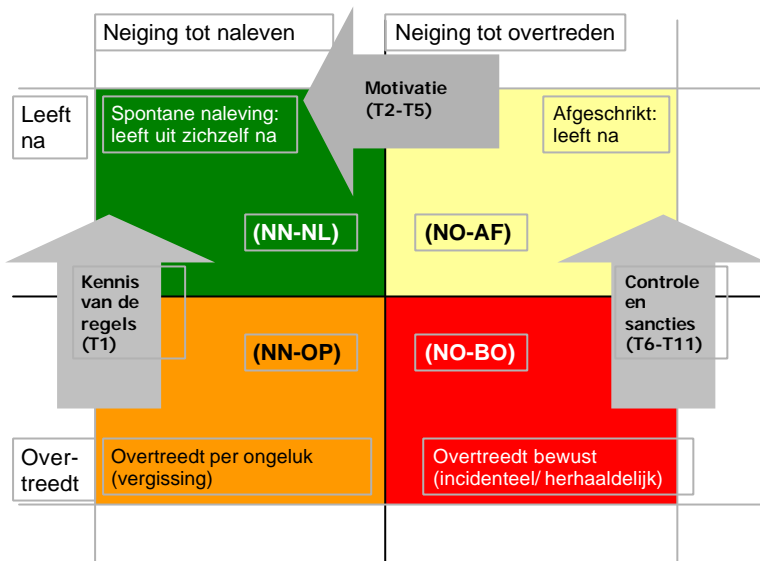 Neiging tot naleven
Neiging tot overtreden
Motivatie
(T2-T5)
Leeft
na
Spontane naleving:
leeft uit zichzelf na
Afgeschrikt:
leeft na
(NN-NL)
(NO-AF)
Kennis
van de
regels
(T1)
Controle
en
sancties
(T6-T11)
(NN-OP)
(NO-BO)
Over-
treedt
Overtreedt per ongeluk
(vergissing)
Overtreedt bewust
(incidenteel/ herhaaldelijk)